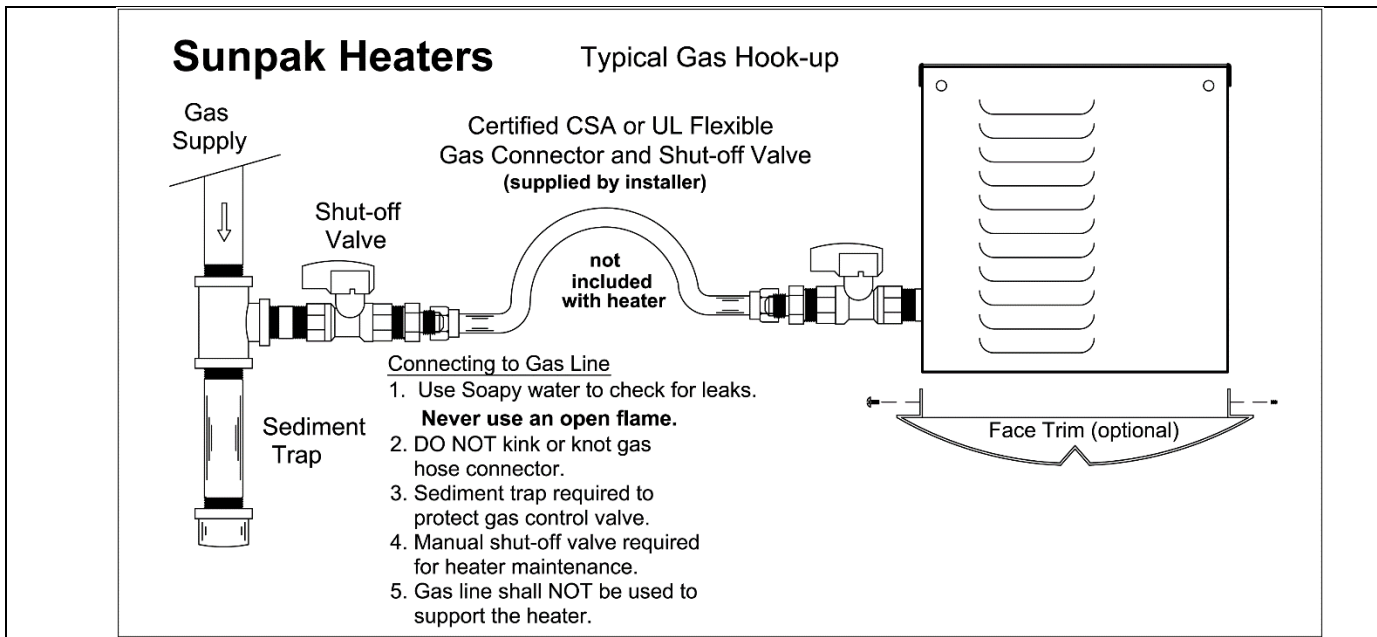 Sunpak Heaters
Typical Gas Hook-up
Gas
Supply
Certified CSA or UL Flexible
Gas Connector and Shut-off Valve
(supplied by installer)
Shut-off
Valve
not
included
with heater
Connecting to Gas Line
1. Use Soapy water to check for leaks.
Never use an open flame.
2. DO NOT kink or knot gas
hose connector.
3. Sediment trap required to
protect gas control valve.
4. Manual shut-off valve required
for heater maintenance.
5. Gas line shall NOT be used to
support the heater.
Sediment
Trap
Face Trim (optional)